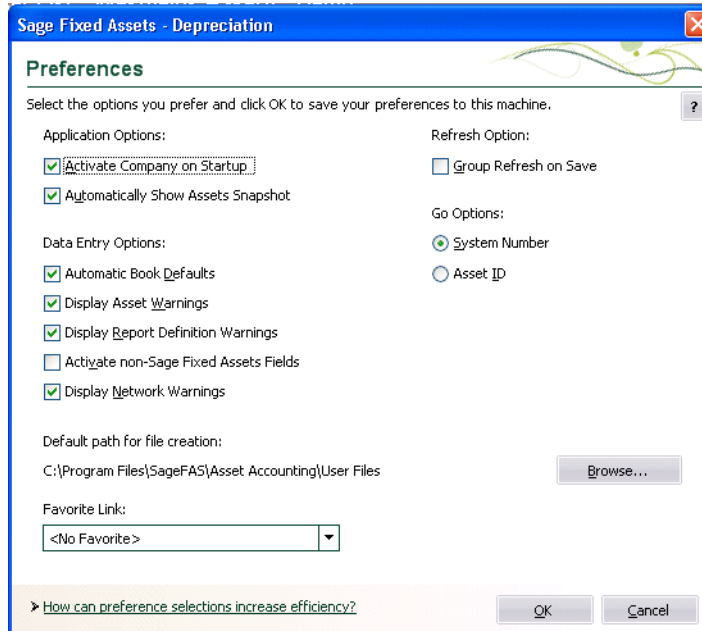 Sage Fixed Assets - Depreciation
Preferences
Select the options you prefer and click OK to save your preferences to this machine.
?
Application Options:
Activate Company on Startup
Automatically Show Assets Snapshot
Refresh Option:
Group Refresh on Save
Go Options:
System Number
Asset ID
Data Entry Options:
Automatic Book Defaults
Display Asset Warnings
Display Report Definition Warnings
Activate non-Sage Fixed Assets Fields
Display Network Warnings
Default path for file creation:
C:\Program Files\SageFAS\Asset Accounting\User Files
Browse...
Favorite Link:
<No Favorite>
How can preference selections increase efficiency?
OK
Cancel